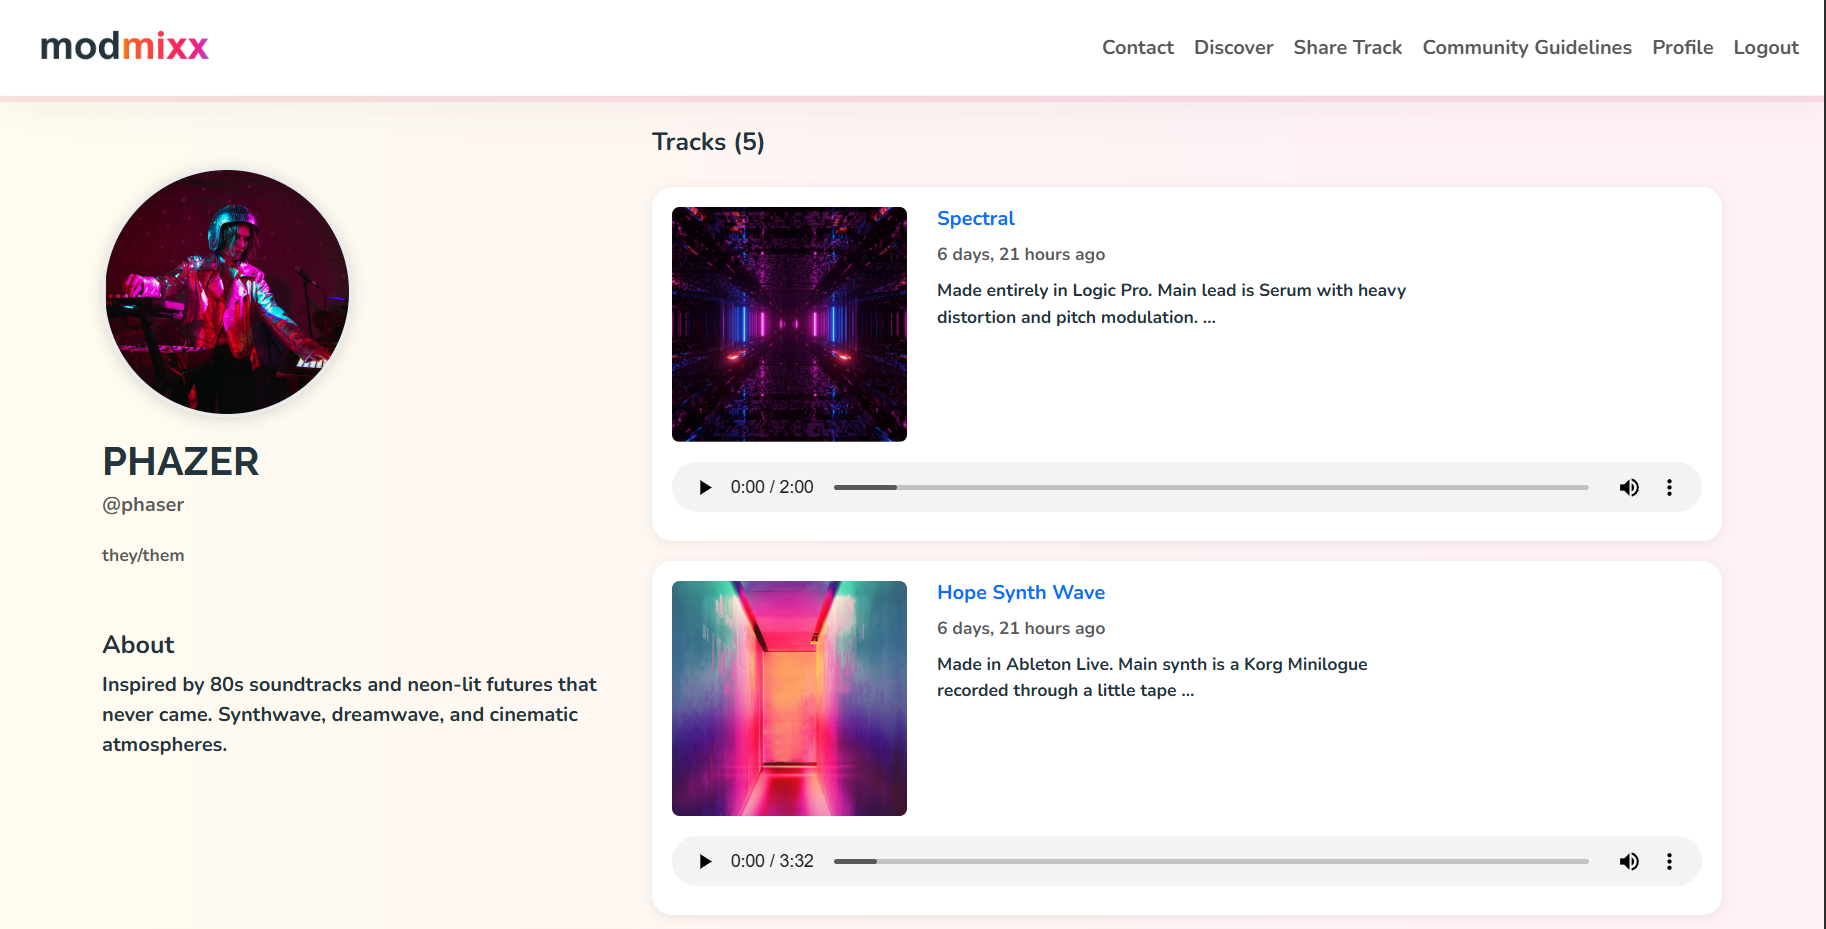 modmixx
Contact Discover Share Track Community Guidelines Profile Logout
PHAZER
@phaser
they/them
About
Inspired by 80s soundtracks and neon-lit futures that
never came. Synthwave, dreamwave, and cinematic
atmospheres.
Tracks (5)
Spectral
6 days, 21 hours ago
Made entirely in Logic Pro. Main lead is Serum with heavy
distortion and pitch modulation. ...
0:00 / 2:00
Hope Synth Wave
6 days, 21 hours ago
Made in Ableton Live. Main synth is a Korg Minilogue
recorded through a little tape ...
0:00 / 3:32